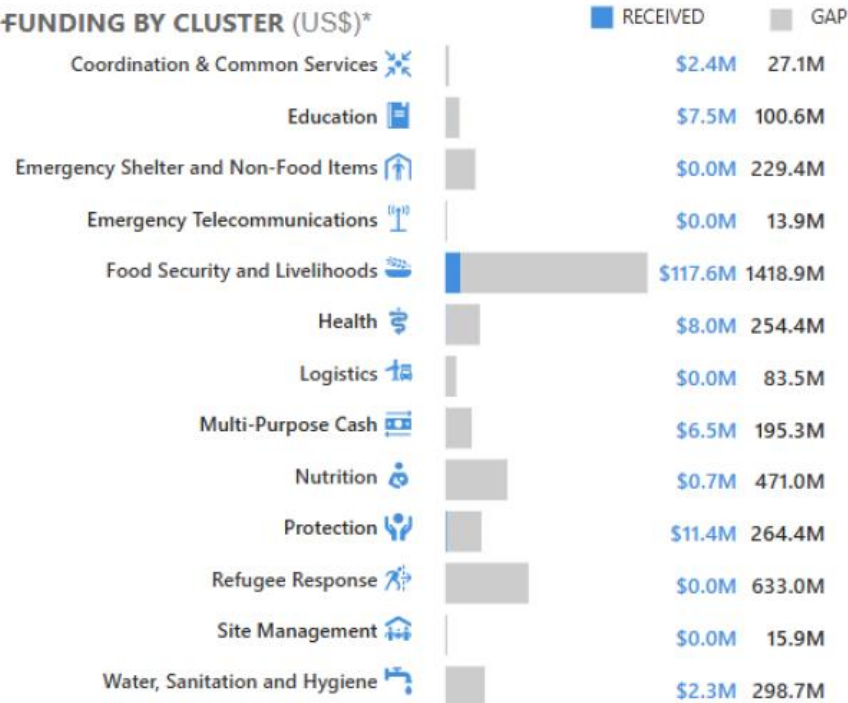 FUNDING BY CLUSTER (US$)*
RECEIVED GAP
Coordination & Common Services $2.4M 27.1M
Education $7.5M 100.6M
Emergency Shelter and Non-Food Items $0.0M 229.4M
Emergency Telecommunications $0.0M 13.9M
Food Security and Livelihoods $117.6M 1418.9M
Health $8.0M 254.4M
Logistics $0.0M 83.5M
Multi-Purpose Cash $6.5M 195.3M
Nutrition $0.7M 471.0M
Protection $11.4M 264.4M
Refugee Response $0.0M 633.0M
Site Management $0.0M 15.9M
Water, Sanitation and Hygiene $2.3M 298.7M